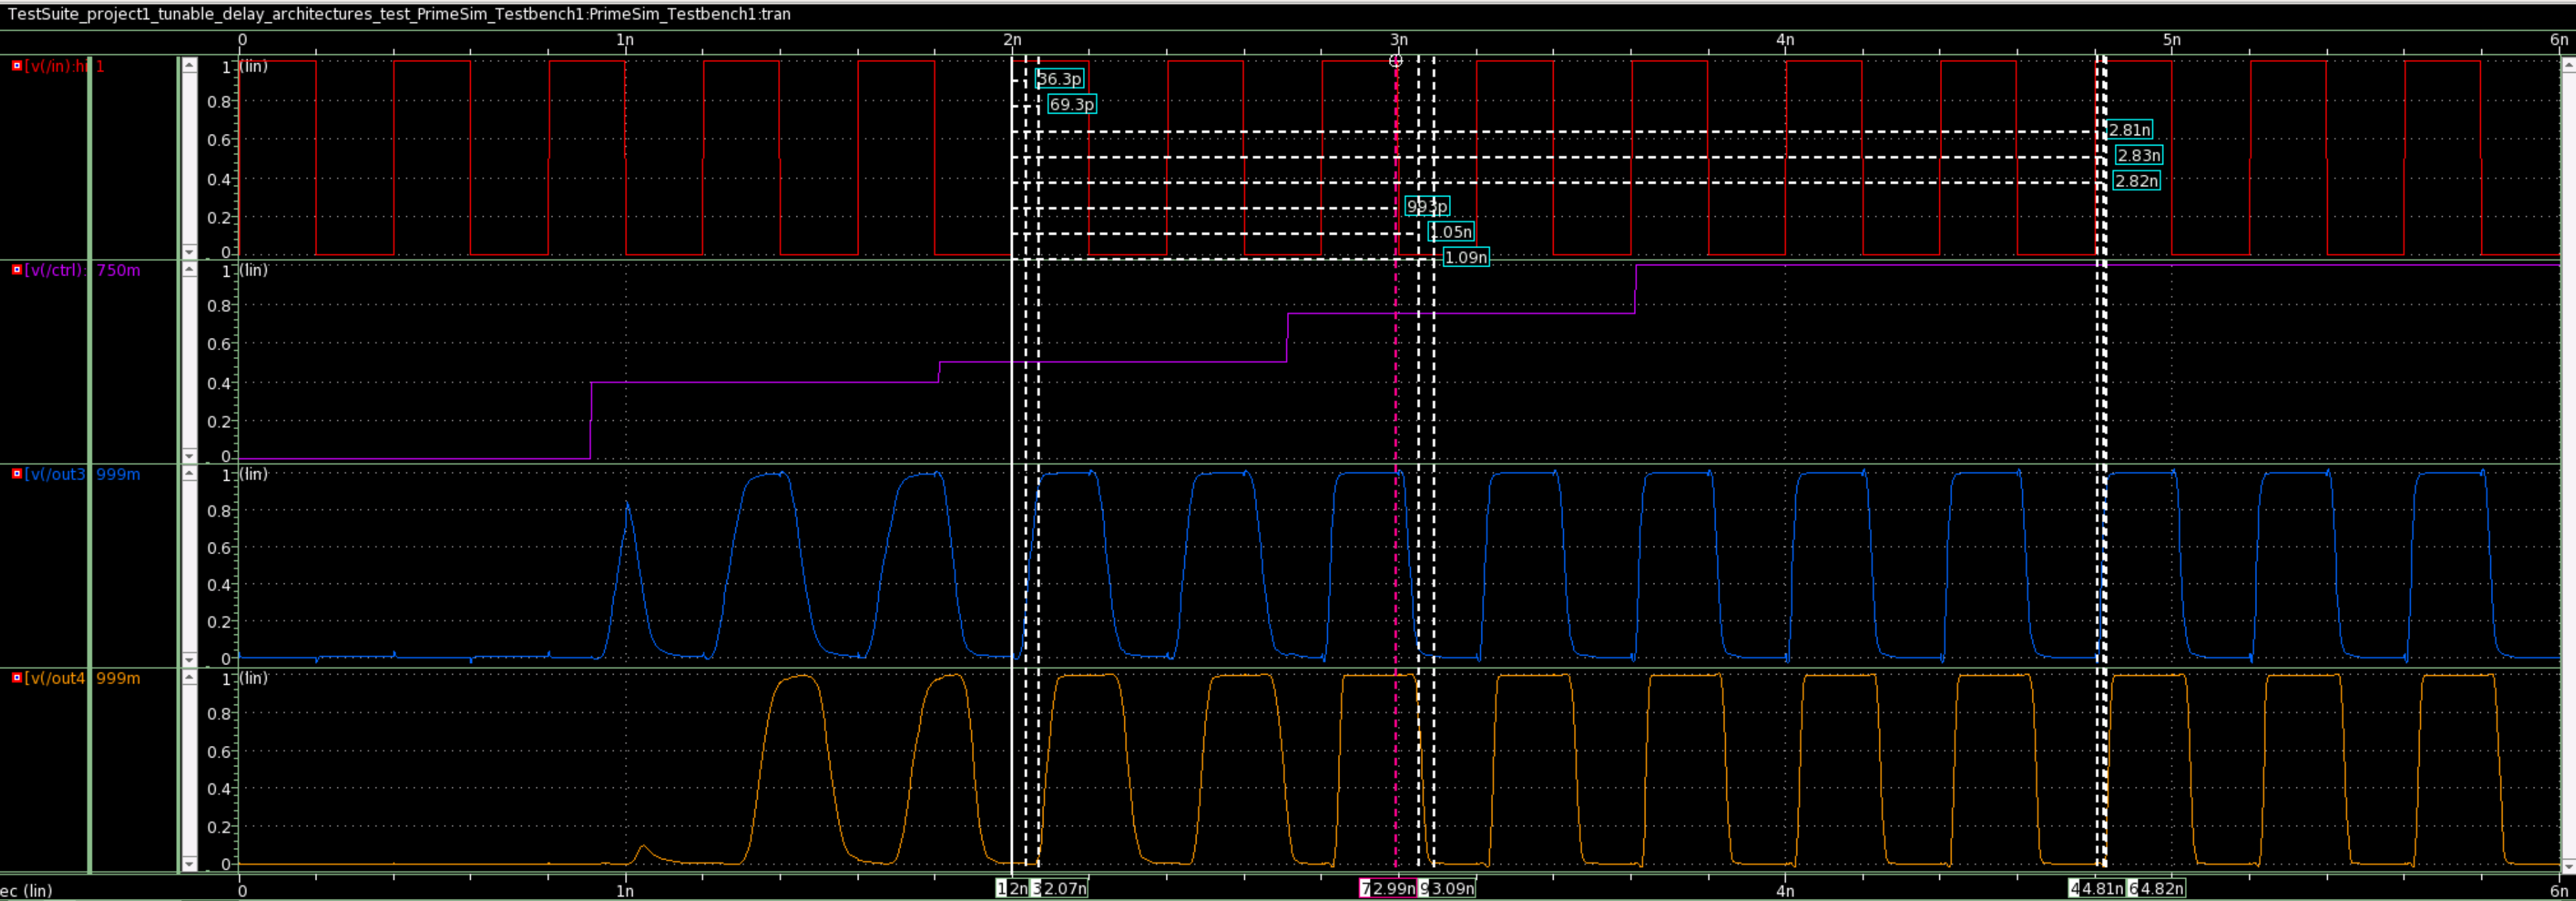 TestSuite_project1_tunable_delay_architectures_test_PrimeSim_Testbench1:PrimeSim_Testbench1:tran
0 1n 2n 3n 4n 5n 6n
[v(/in):hi 1
1 (lin)
0.8
0.6
0.4
0.2
0
36.3p
69.3p
2.81n
2.83n
2.82n
993p
1.05n
1.09n
[v(/ctrl): 750m
1 (lin)
0.8
0.6
0.4
0.2
0
[v(/out3 999m
1 (lin)
0.8
0.6
0.4
0.2
0
[v(/out4 999m
1 (lin)
0.8
0.6
0.4
0.2
0
ec (lin) 0 1n 1 2n 3 2.07n 7 2.99n 9 3.09n 4n 4 4.81n 6 4.82n 6n